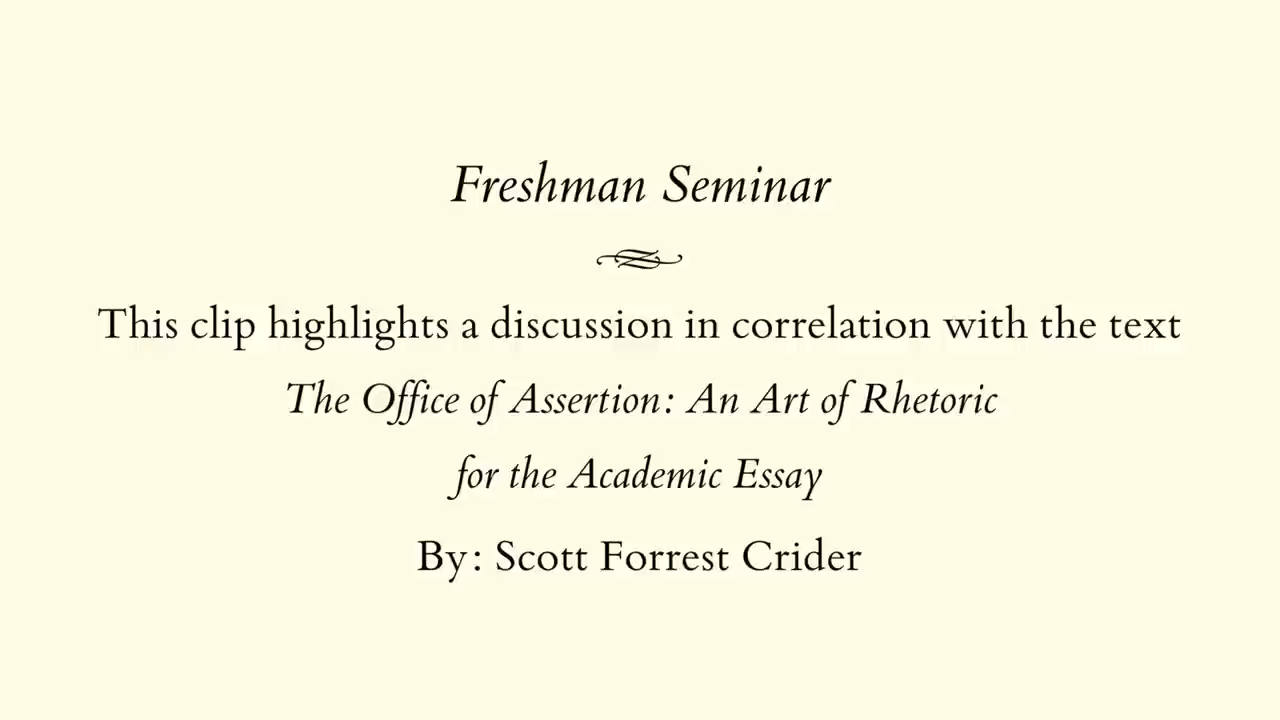 Freshman Seminar
This clip highlights a discussion in correlation with the text
The Office of Assertion: An Art of Rhetoric
for the Academic Essay
By: Scott Forrest Crider